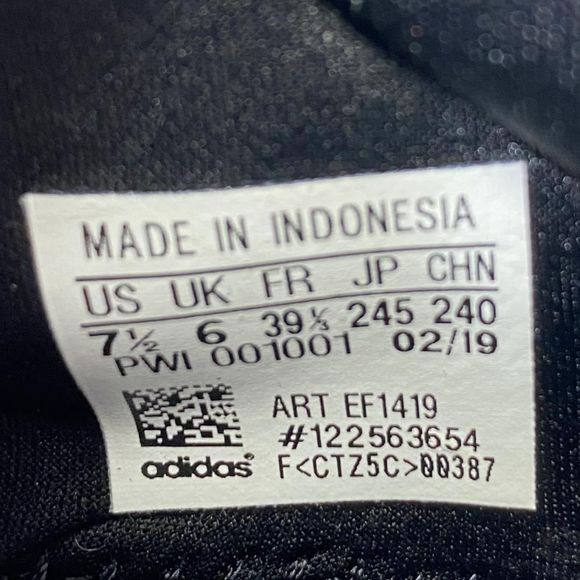 MADE IN INDONESIA
US UK FR JP CHN
7½ 6 39⅓ 245 240
PWI 001001 02/19
ART EF1419
#122563654
adidas F<CTZ5C>00387